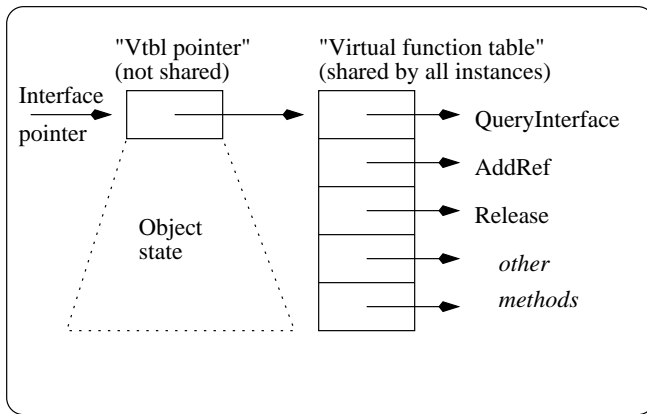 "Vtbl pointer"
(not shared)
"Virtual function table"
(shared by all instances)
Interface
pointer
QueryInterface
AddRef
Release
other
methods
Object
state